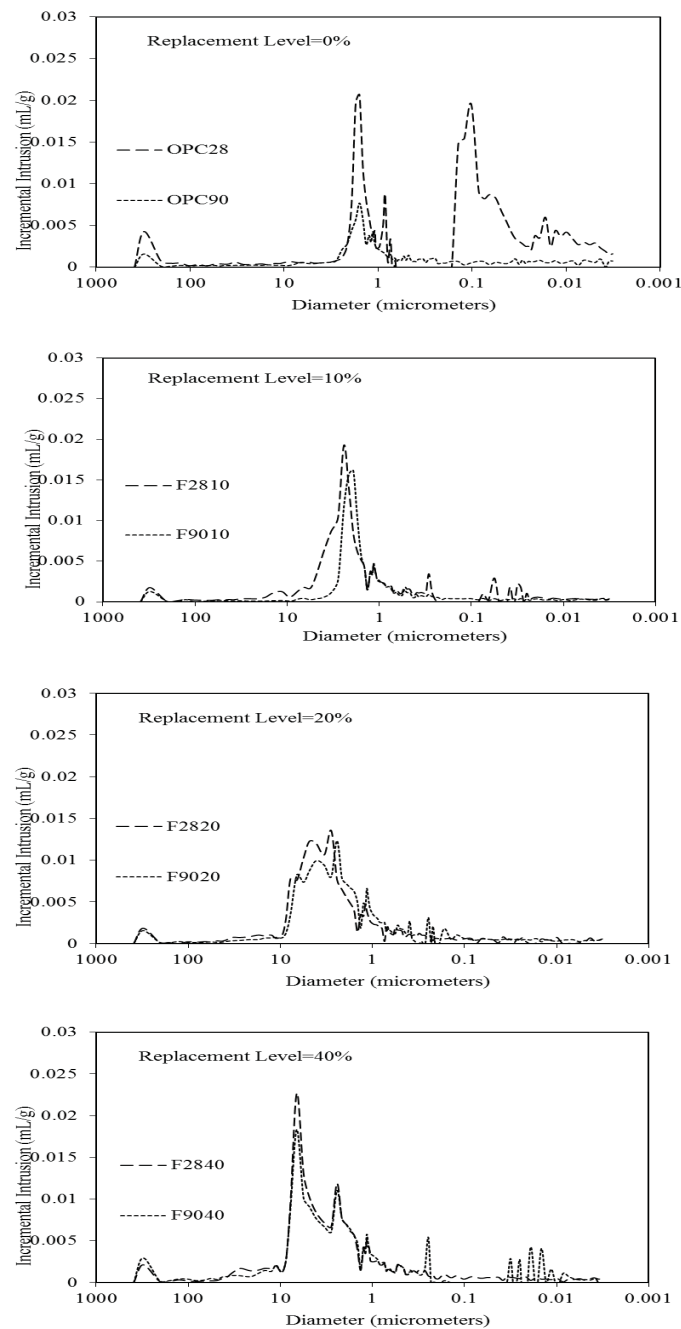 0.03
Replacement Level=0%
0.025
0.02
0.015
OPC28
0.01
OPC90
0.005
0
1000 100 10 1 0.1 0.01 0.001
Incremental Intrusion (mL/g)
Diameter (micrometers)
0.03
Replacement Level=10%
0.025
0.02
0.015
F2810
0.01
F9010
0.005
0
1000 100 10 1 0.1 0.01 0.001
Incremental Intrusion (mL/g)
Diameter (micrometers)
0.03
Replacement Level=20%
0.025
0.02
0.015
F2820
0.01
F9020
0.005
0
1000 100 10 1 0.1 0.01 0.001
Incremental Intrusion (mL/g)
Diameter (micrometers)
0.03
Replacement Level=40%
0.025
0.02
0.015
F2840
0.01
F9040
0.005
0
1000 100 10 1 0.1 0.01 0.001
Incremental Intrusion (mL/g)
Diameter (micrometers)